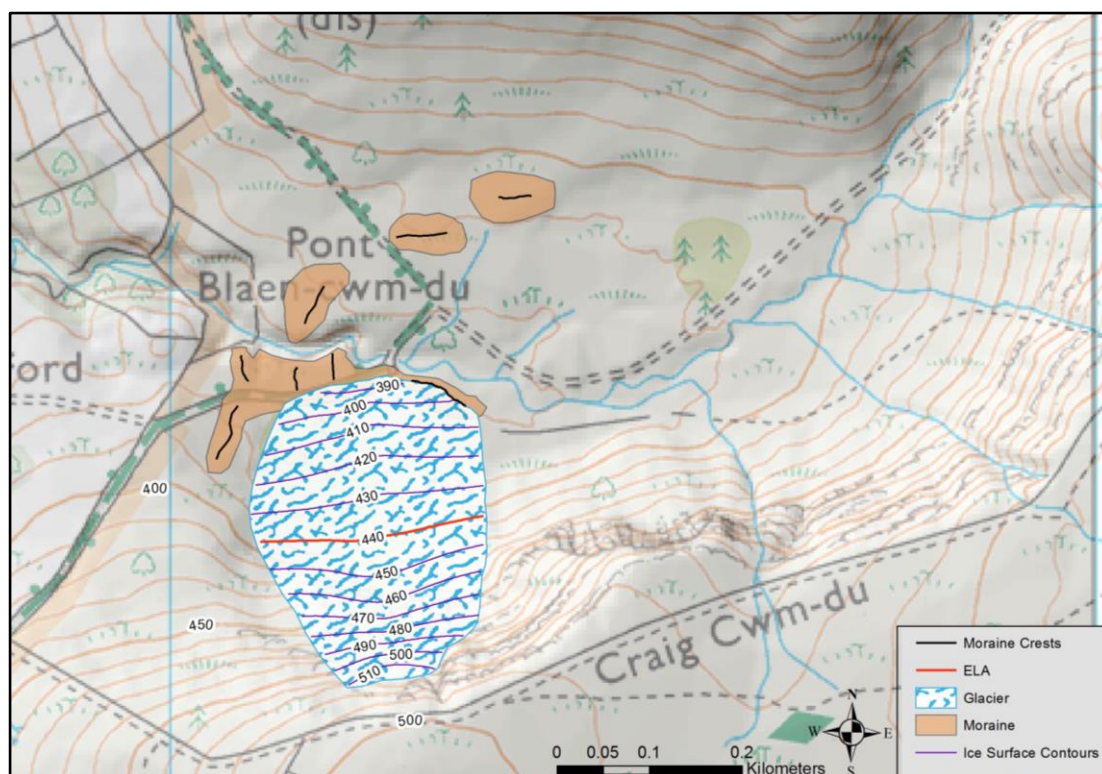 (dis)
Pont
Blaen-cwm-du
ford
390
400
410
420
430
400
440
450
460
450
470
480
490
500
510
500
Craig Cwm-du
Moraine Crests
ELA
Glacier
Moraine
Ice Surface Contours
N
W E
S
0 0.05 0.1 0.2
Kilometers